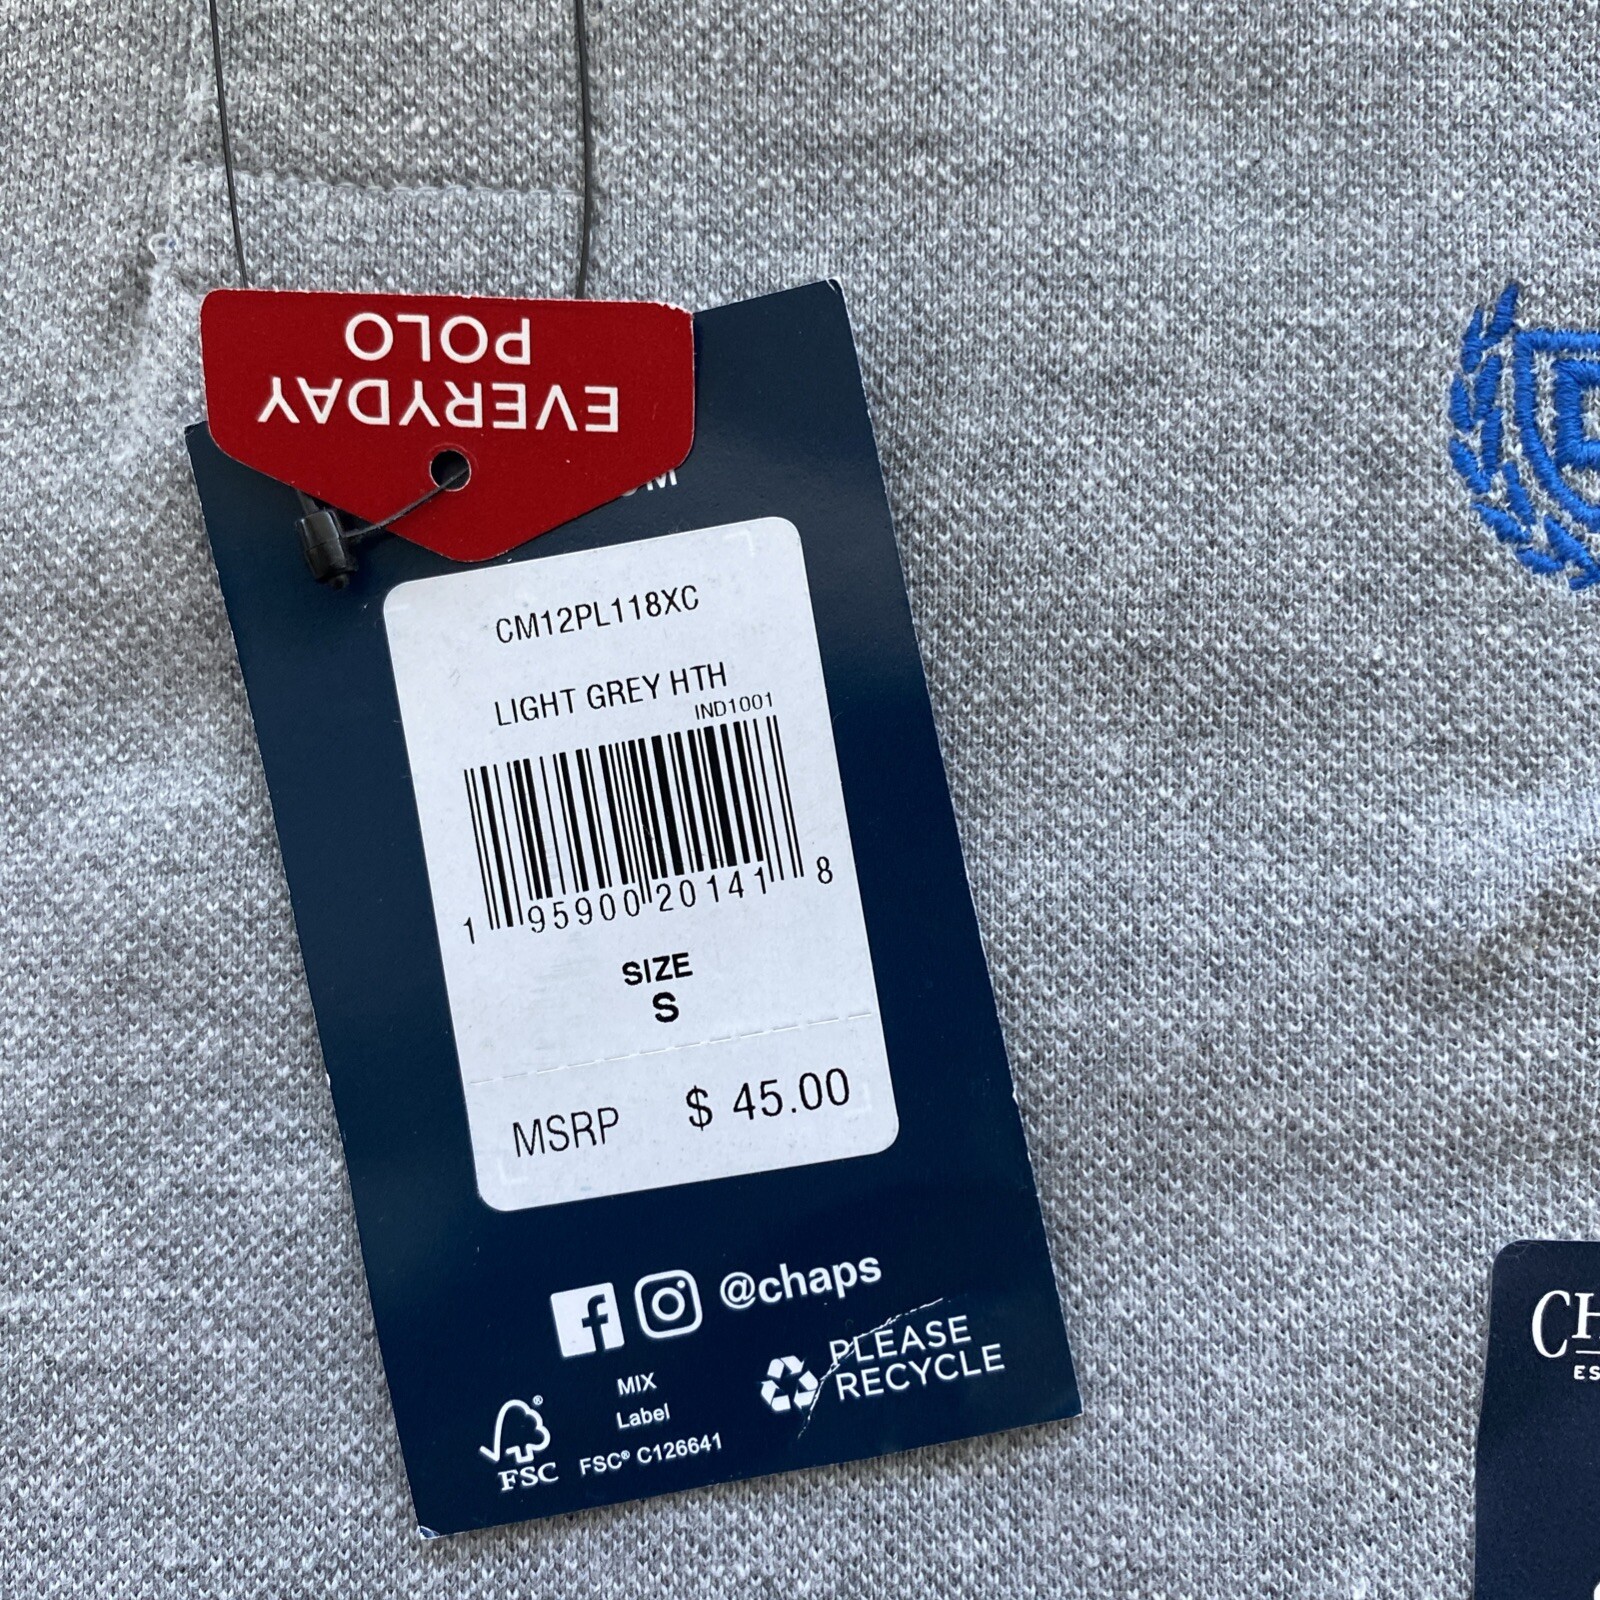 EVERYDAY
POLO
CM12PL118XC
LIGHT GREY HTH
IND1001
1 95900 20141 8
SIZE
S
MSRP $ 45.00
@chaps
MIX
Label
FSC® C126641
FSC
PLEASE
RECYCLE